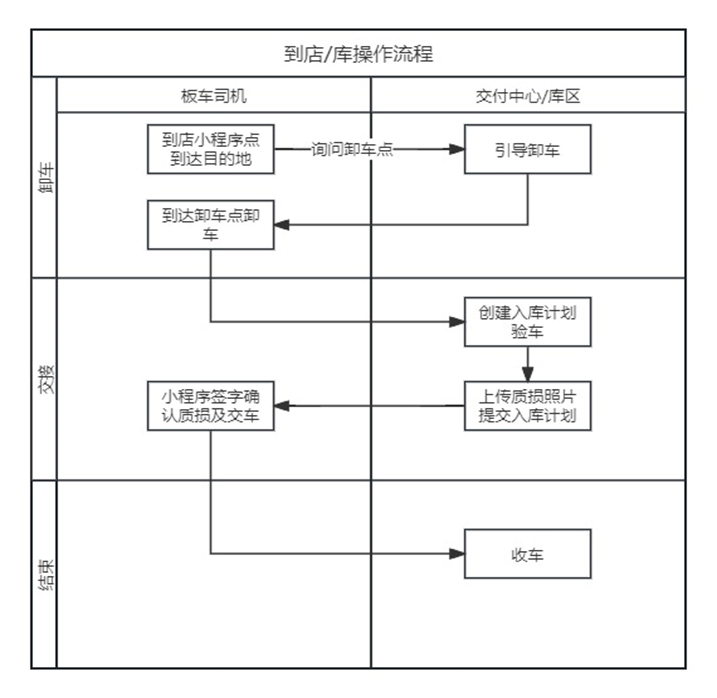 到店/库操作流程
板车司机
交付中心/库区
卸车
到店小程序点
到达目的地
询问卸车点
引导卸车
到达卸车点卸
车
交接
创建入库计划
验车
小程序签字确
认质损及交车
上传质损照片
提交入库计划
结束
收车